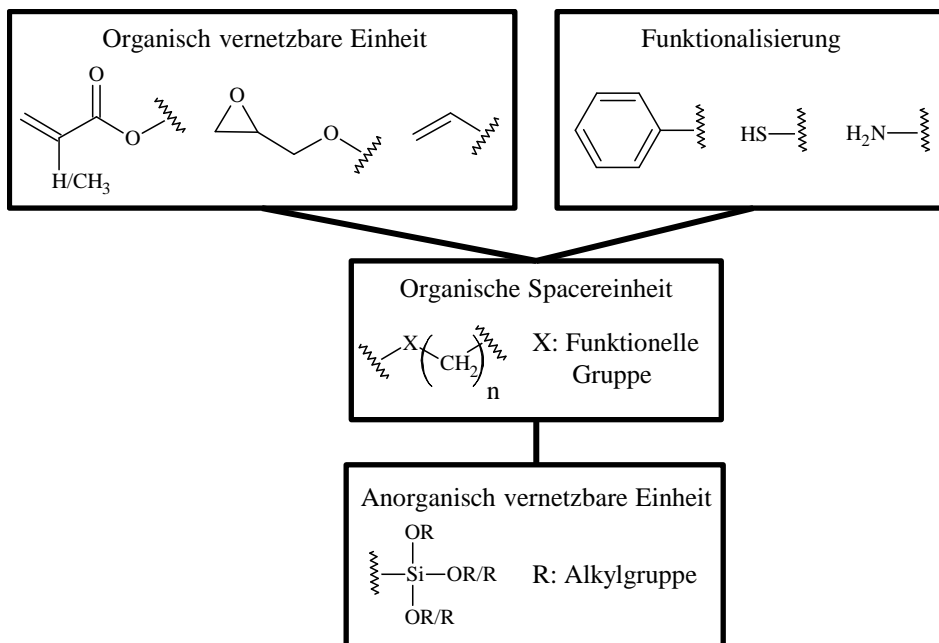 Organisch vernetzbare Einheit
O
O
H/CH3
O
O
Funktionalisierung
HS
H2N
Organische Spacereinheit
X
CH2
n
X: Funktionelle
Gruppe
Anorganisch vernetzbare Einheit
OR
Si
OR/R
OR/R
R: Alkylgruppe